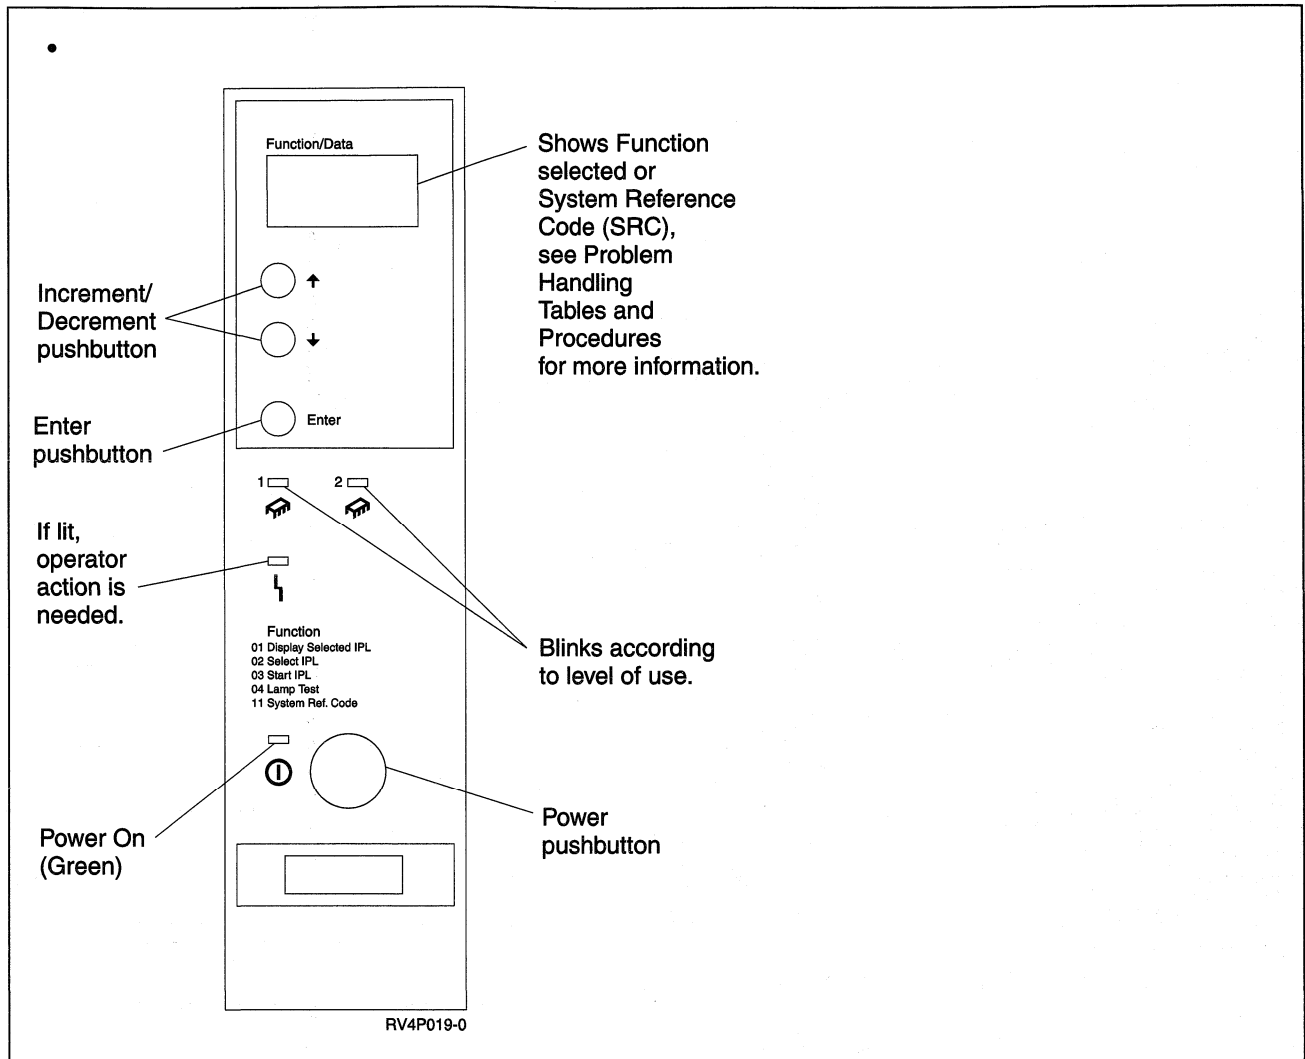 •
Function/Data
Shows Function
selected or
System Reference
Code (SRC),
see Problem
Handling
Tables and
Procedures
for more information.
Increment/
Decrement
pushbutton
Enter
pushbutton
Enter
1
2
If lit,
operator
action is
needed.
Function
01 Display Selected IPL
02 Select IPL
03 Start IPL
04 Lamp Test
11 System Ref. Code
Blinks according
to level of use.
Power On
(Green)
Power
pushbutton
RV4P019-0